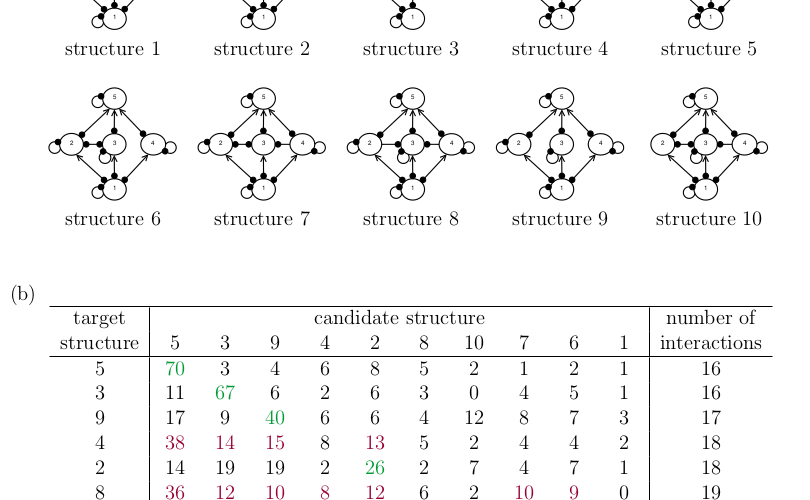 1 1 1 1 1
structure 1 structure 2 structure 3 structure 4 structure 5
5 5 5 5 5
2 3 4 2 3 4 2 3 4 2 3 4 2 3 4
1 1 1 1 1
structure 6 structure 7 structure 8 structure 9 structure 10
(b)
target candidate structure number of
structure 5 3 9 4 2 8 10 7 6 1 interactions
5 70 3 4 6 8 5 2 1 2 1 16
3 11 67 6 2 6 3 0 4 5 1 16
9 17 9 40 6 6 4 12 8 7 3 17
4 38 14 15 8 13 5 2 4 4 2 18
2 14 19 19 2 26 2 7 4 7 1 18
8 36 12 10 8 12 6 2 10 9 0 19